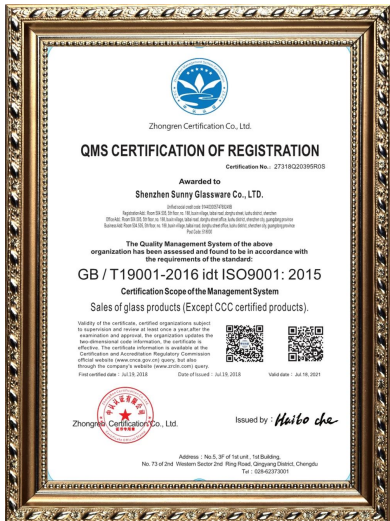 Zhongren Certification Co., Ltd.
QMS CERTIFICATION OF REGISTRATION
Certification No.: 27318Q20395R0S
Awarded to
Shenzhen Sunny Glassware Co., LTD.
The Quality Management System of the above
organization has been assessed and found to be in accordance with
the requirements of the standard:
GB / T19001-2016 idt ISO9001: 2015
Certification Scope of the Management System
Sales of glass products (Except CCC certified products).
Validity of the certificate, certified organizations subject
to supervision and review at least once a year,after the
examination and approval, the organization updates the
two-dimensional code information, the certificate is
effective. The certificate information is available at the
Certification and Accreditation Regulatory Commission
official website (www.cnca.gov.cn) query, but also
through the company's website (www.zrclc.com) query.
First certified date : Jul.19, 2018 Date of Issued : Jul.19, 2018 Valid date : Jul.19, 2021
Zhongren Certification Co., Ltd.
Issued by : Haibo che
Address : No.5, 3F of 1st unit , 1st Building,
No. 73 of 2nd Western Sector 2nd Ring Road, Qingyang District, Chengdu
Tel : 028-62373001